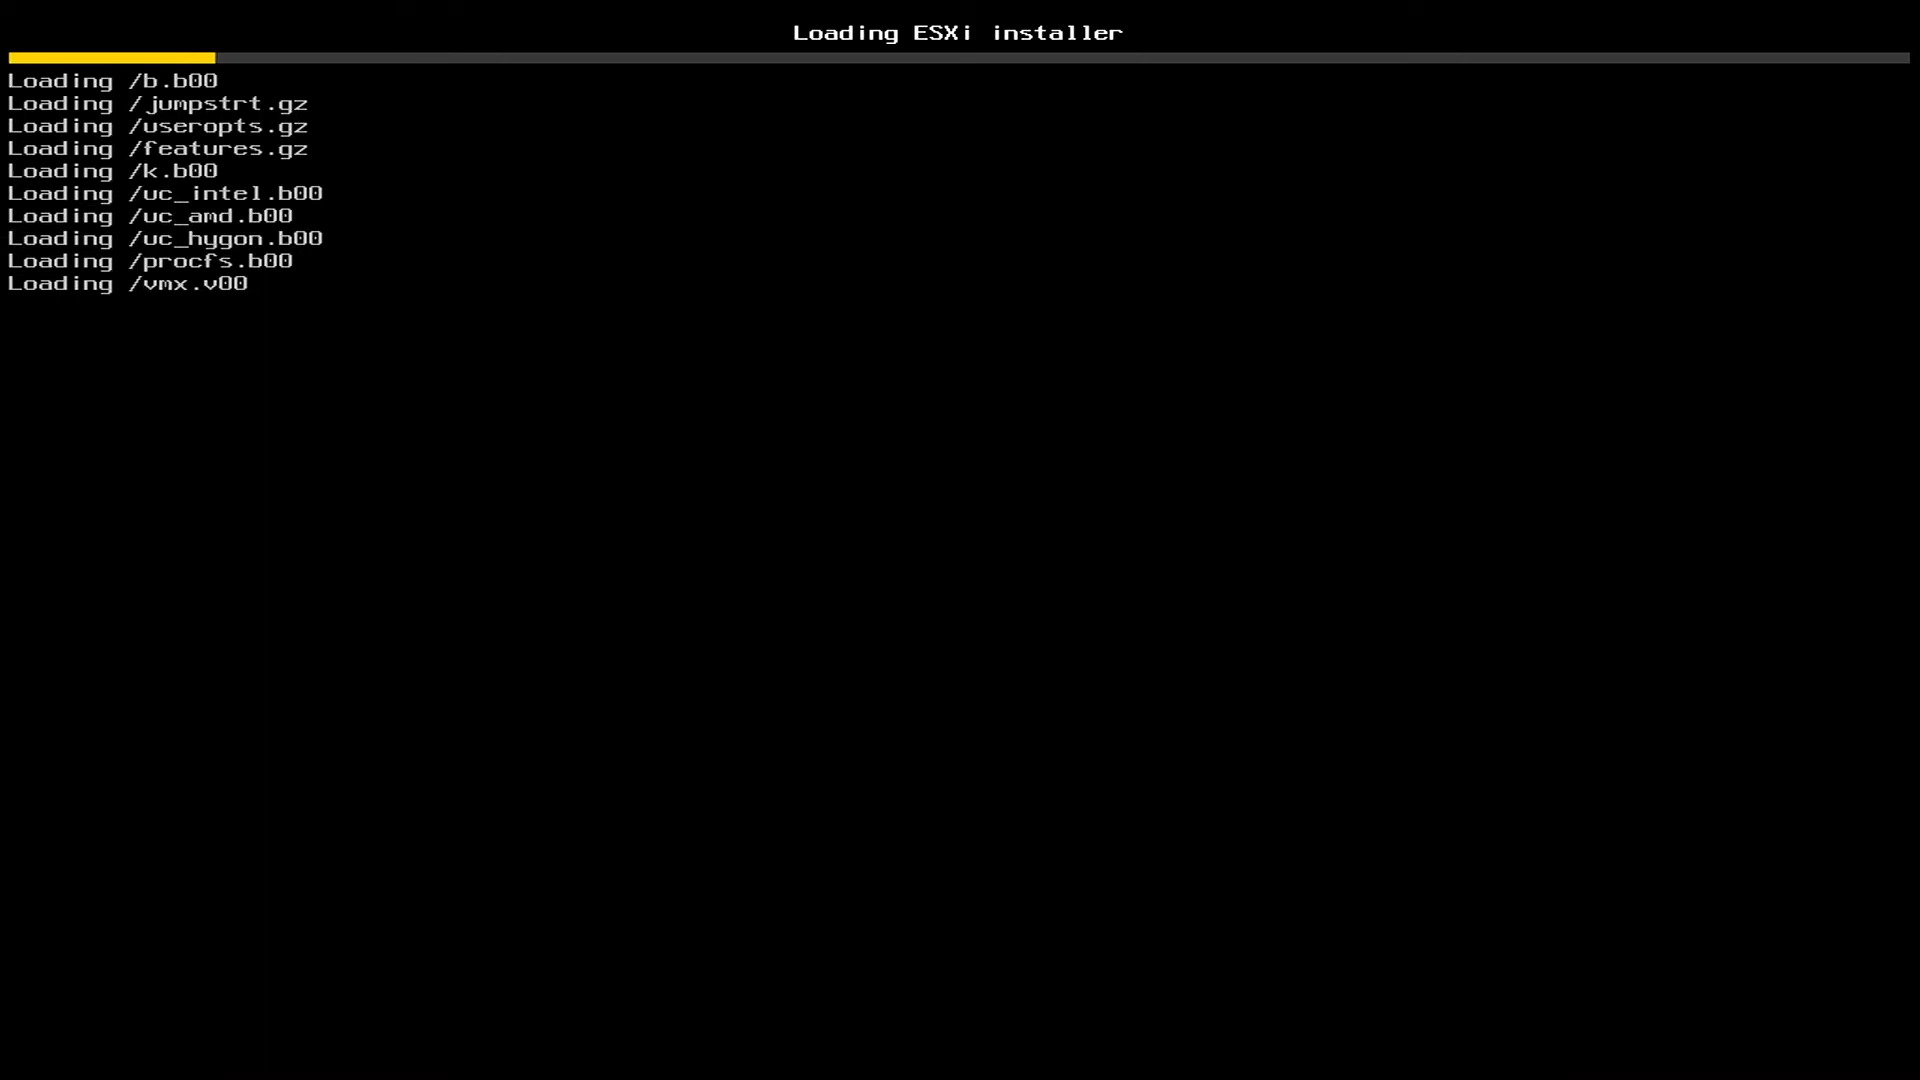 Loading ESXi installer
Loading /b.b00
Loading /jumpstrt.gz
Loading /useropts.gz
Loading /features.gz
Loading /k.b00
Loading /uc_intel.b00
Loading /uc_amd.b00
Loading /uc_hygon.b00
Loading /procfs.b00
Loading /vmx.v00